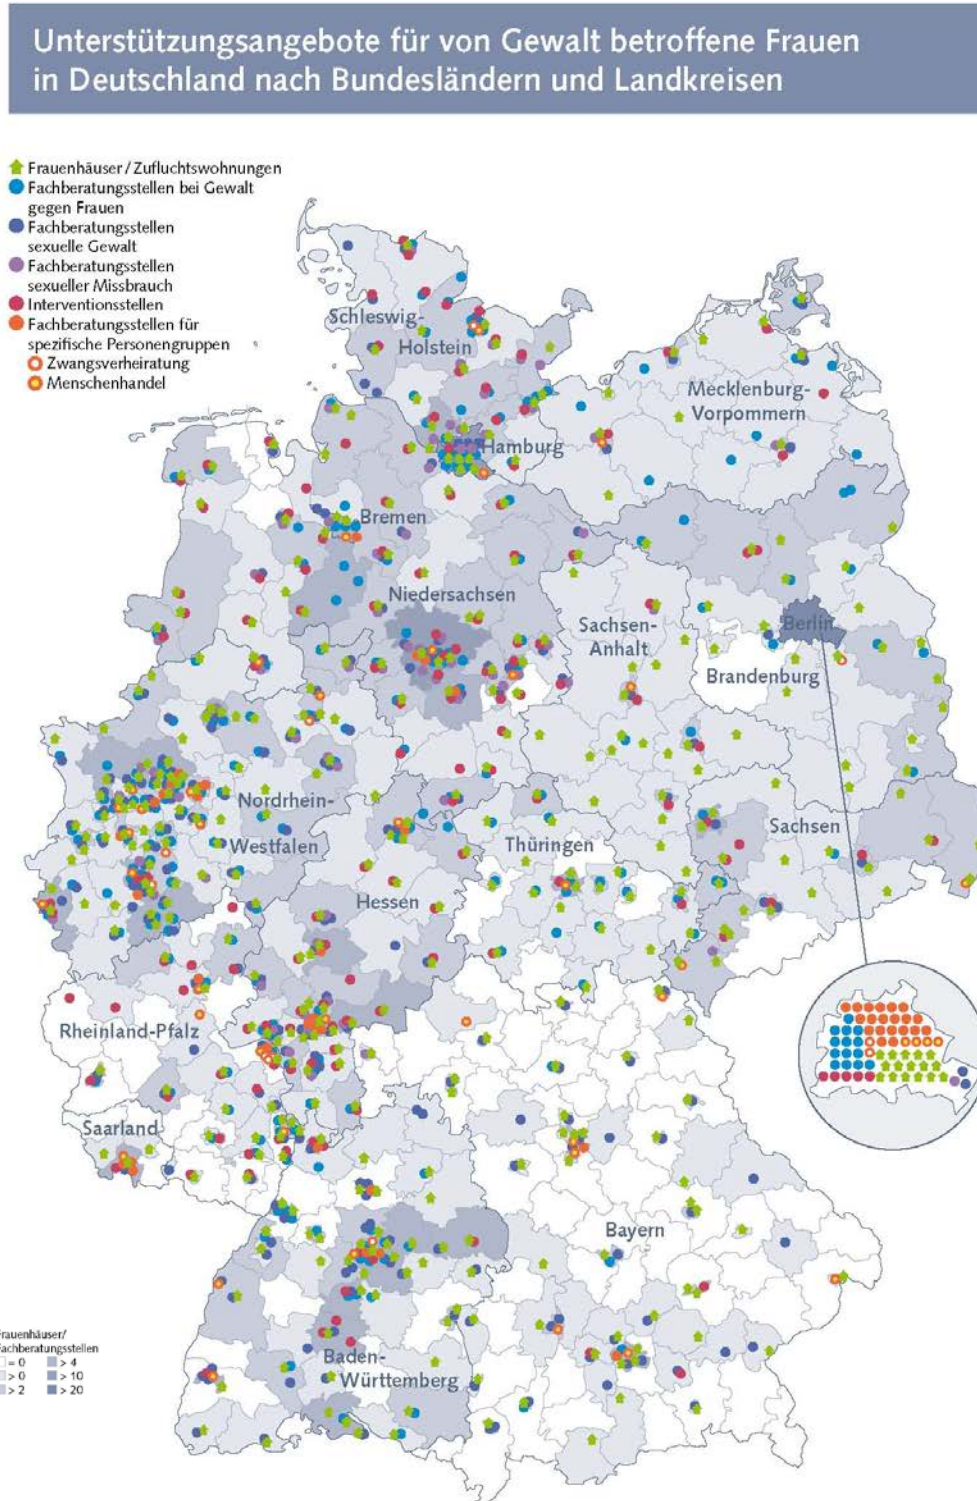 Unterstützungsangebote für von Gewalt betroffene Frauen
in Deutschland nach Bundesländern und Landkreisen
Frauenhäuser / Zufluchtswohnungen
Fachberatungsstellen bei Gewalt
gegen Frauen
Fachberatungsstellen
sexuelle Gewalt
Fachberatungsstellen
sexueller Missbrauch
Interventionsstellen
Fachberatungsstellen für
spezifische Personengruppen
Zwangsverheiratung
Menschenhandel
Schleswig-
Holstein
Mecklenburg-
Vorpommern
Hamburg
Bremen
Niedersachsen
Sachsen-
Anhalt
Berlin
Brandenburg
Nordrhein-
Westfalen
Thüringen
Sachsen
Hessen
Rheinland-Pfalz
Saarland
Bayern
Baden-
Württemberg
Frauenhäuser/
Fachberatungsstellen
= 0 > 4
> 0 > 10
> 2 > 20